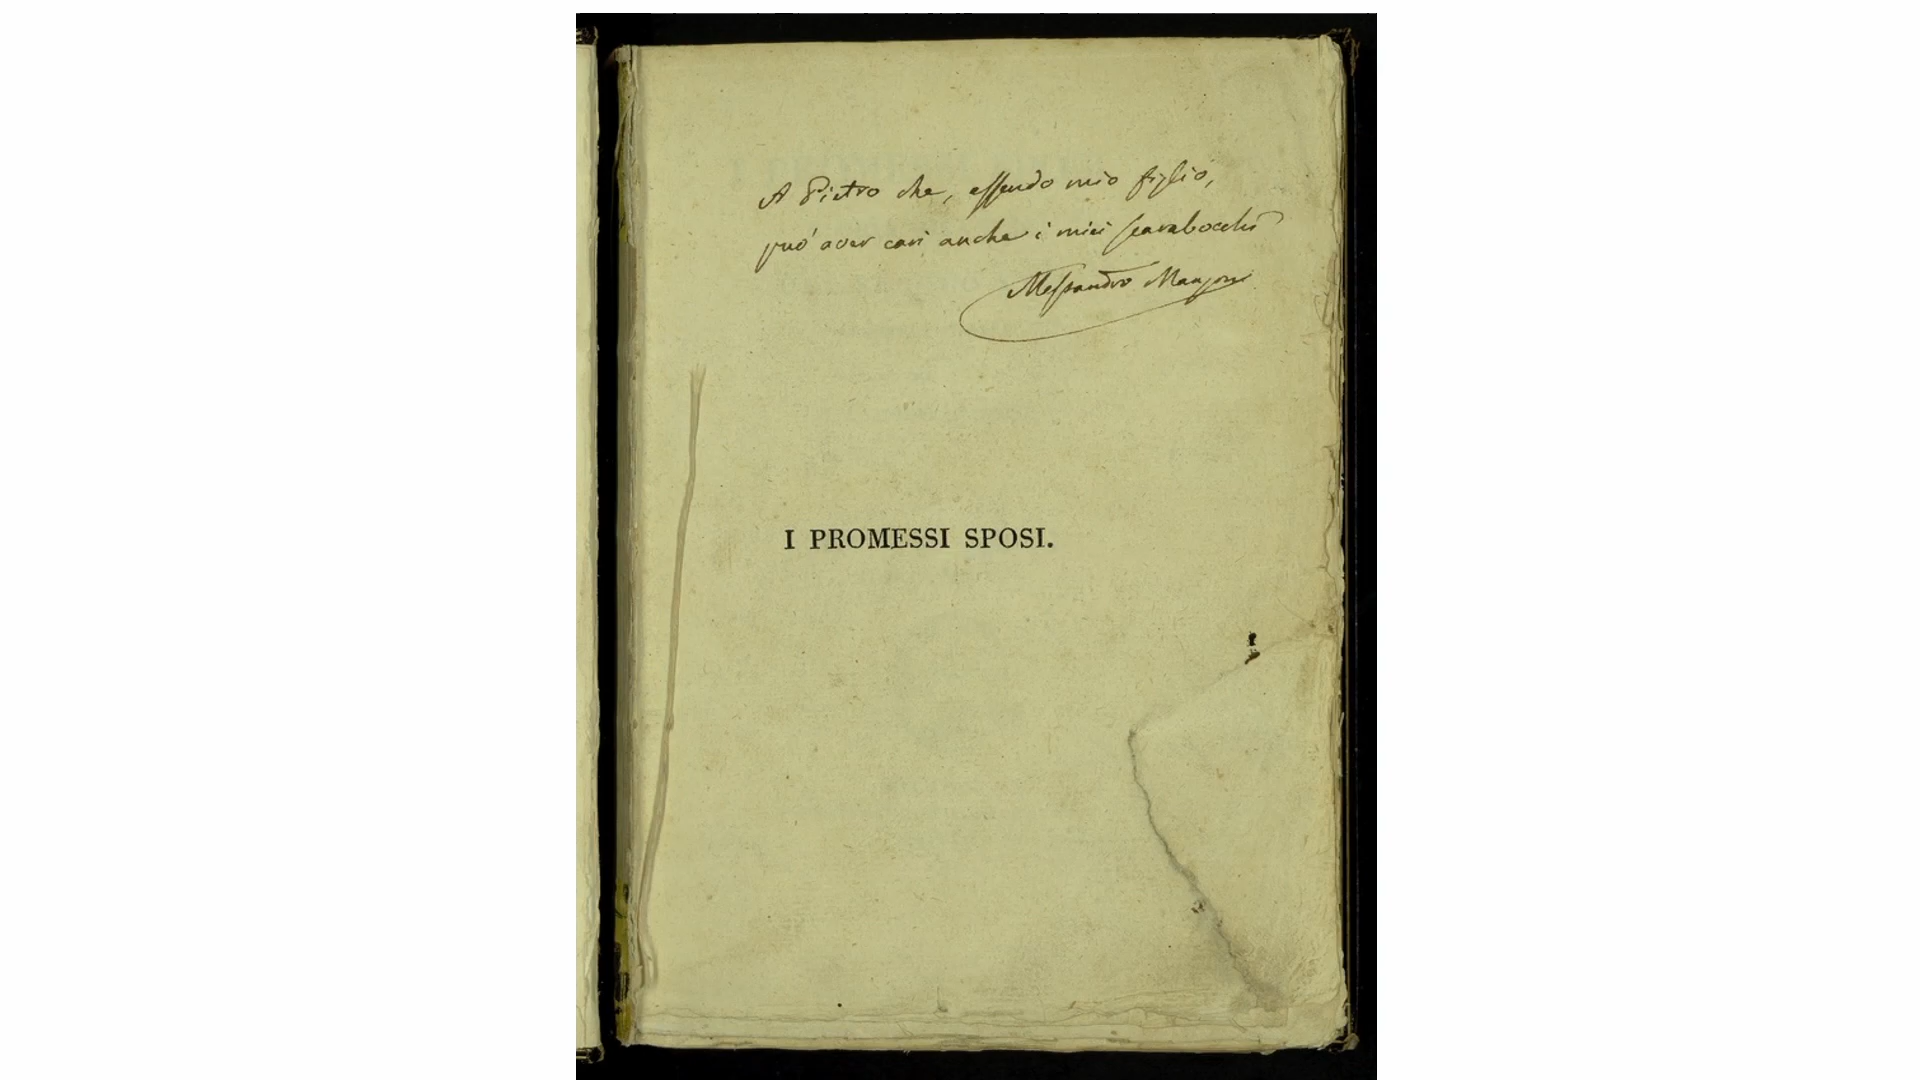 A Pietro che, essendo mio figlio,
può aver cari anche i miei scarabocchi
Alessandro Manzoni
I PROMESSI SPOSI.